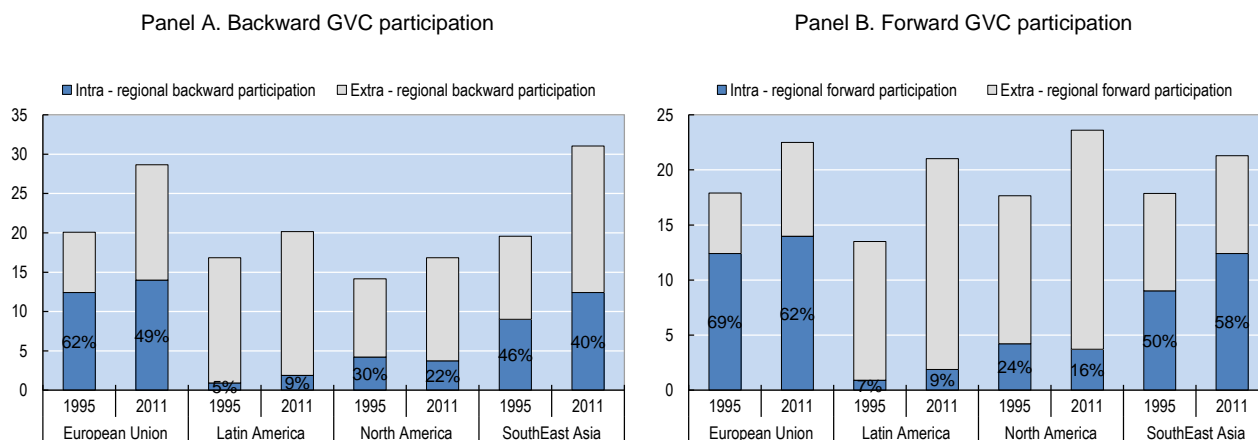 Panel A. Backward GVC participation
Intra - regional backward participation Extra - regional backward participation
35
30
25
20
15
10
5
0
62% 49% 5% 9% 30% 22% 46% 40%
1995 2011 1995 2011 1995 2011 1995 2011
European Union Latin America North America SouthEast Asia
Panel B. Forward GVC participation
Intra - regional forward participation Extra - regional forward participation
25
20
15
10
5
0
69% 62% 7% 9% 24% 16% 50% 58%
1995 2011 1995 2011 1995 2011 1995 2011
European Union Latin America North America SouthEast Asia